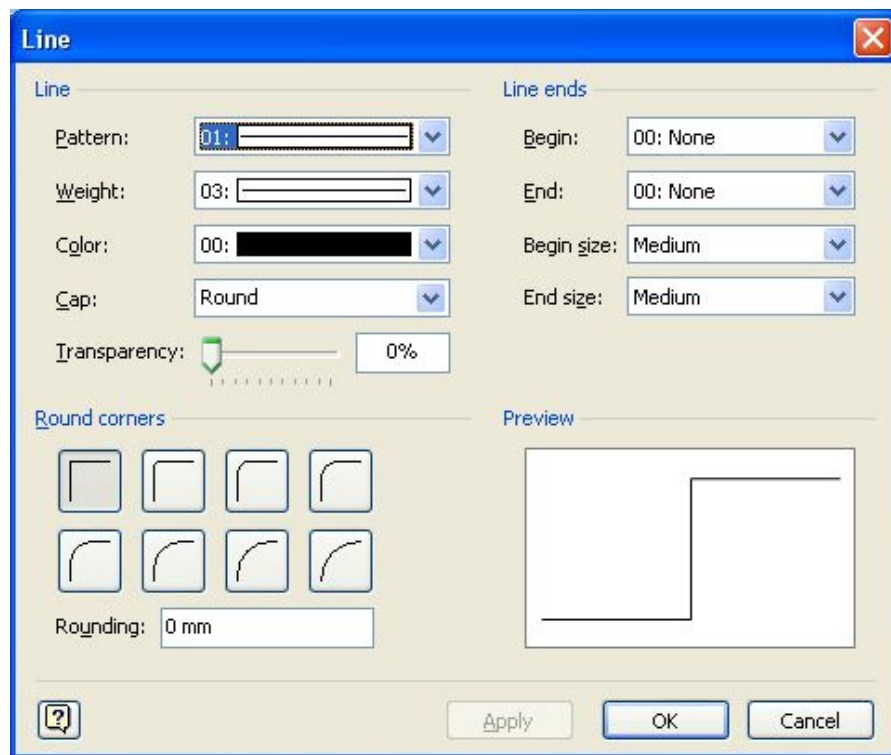 Line
Line
Pattern: 01:
Weight: 03:
Color: 00:
Cap: Round
Transparency: 0%
Line ends
Begin: 00: None
End: 00: None
Begin size: Medium
End size: Medium
Round corners
Rounding: 0 mm
Preview
?
Apply OK Cancel